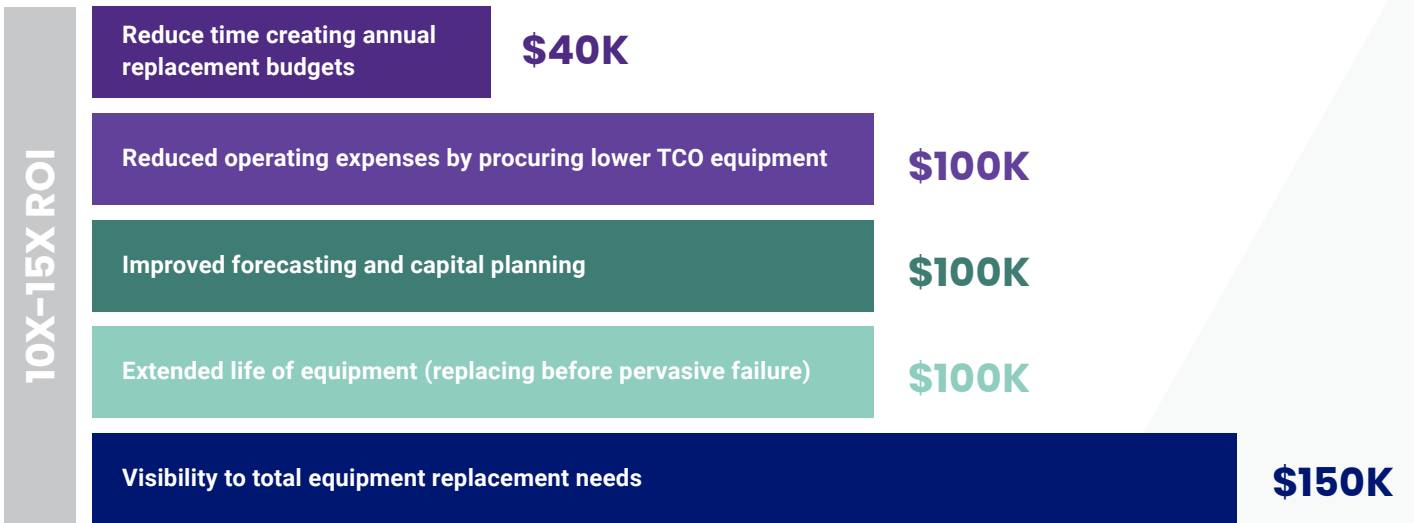 10X–15X ROI
Reduce time creating annual
replacement budgets
$40K
Reduced operating expenses by procuring lower TCO equipment
$100K
Improved forecasting and capital planning
$100K
Extended life of equipment (replacing before pervasive failure)
$100K
Visibility to total equipment replacement needs
$150K